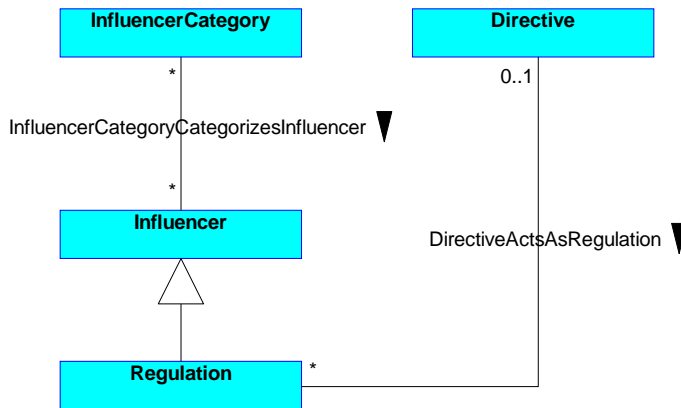 InfluencerCategory
Directive
*
0..1
InfluencerCategoryCategorizesInfluencer
*
Influencer
DirectiveActsAsRegulation
*
Regulation